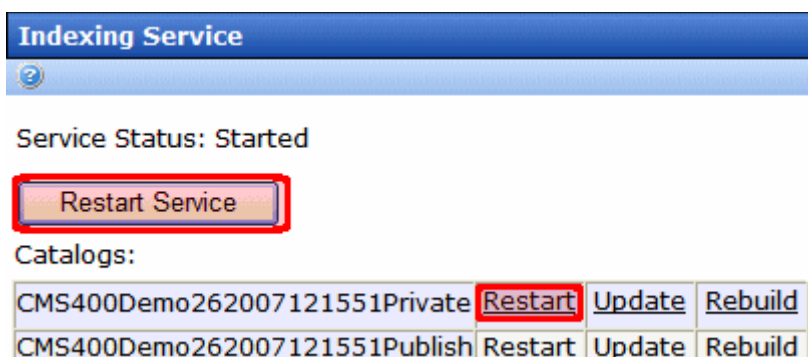 Indexing Service
Service Status: Started
Restart Service
Catalogs:
CMS400Demo262007121551Private Restart Update Rebuild
CMS400Demo262007121551Publish Restart Update Rebuild